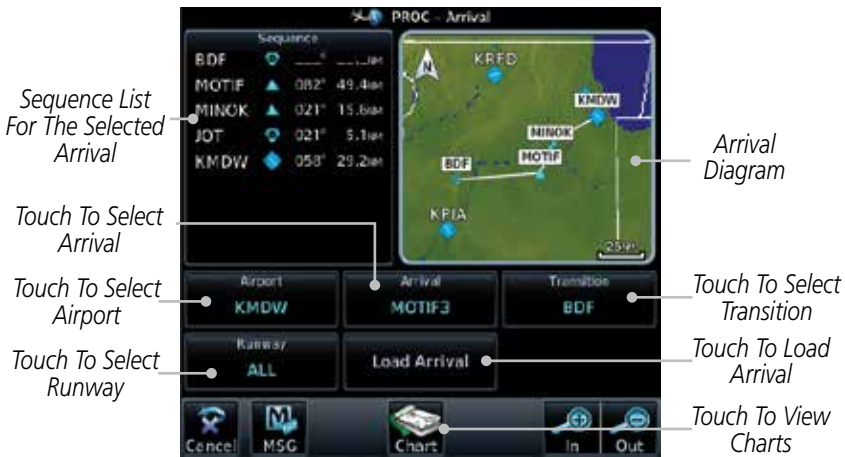 PROC – Arrival
Sequence
BDF ___°
MOTIF 082° 49.4NM
MINOK 021° 15.6NM
JOT 021° 5.1NM
KMDW 058° 29.2NM
N
KRFD
KMDW
MINOK
MOTIF
BDF
KPIA
25NM
Sequence List
For The Selected
Arrival
Arrival
Diagram
Touch To Select
Arrival
Airport
KMDW
Arrival
MOTIF3
Transition
BDF
Touch To Select
Airport
Touch To Select
Transition
Runway
ALL
Load Arrival
Touch To Select
Runway
Touch To Load
Arrival
Cancel
MSG
Chart
In
Out
Touch To View
Charts